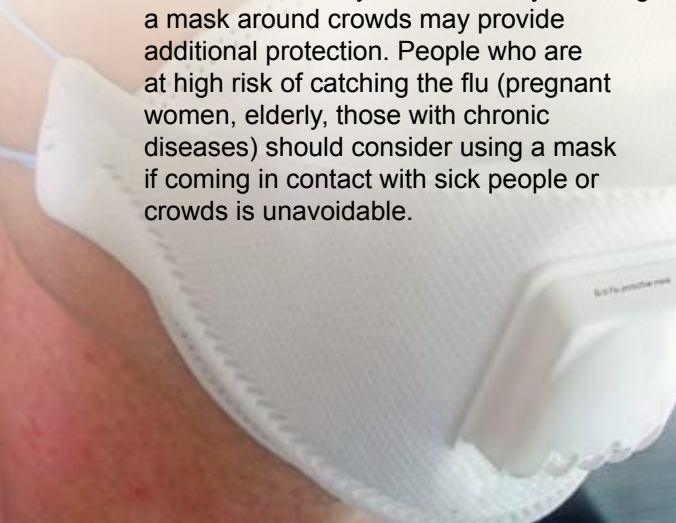 a mask around crowds may provide
additional protection. People who are
at high risk of catching the flu (pregnant
women, elderly, those with chronic
diseases) should consider using a mask
if coming in contact with sick people or
crowds is unavoidable.
protective mask